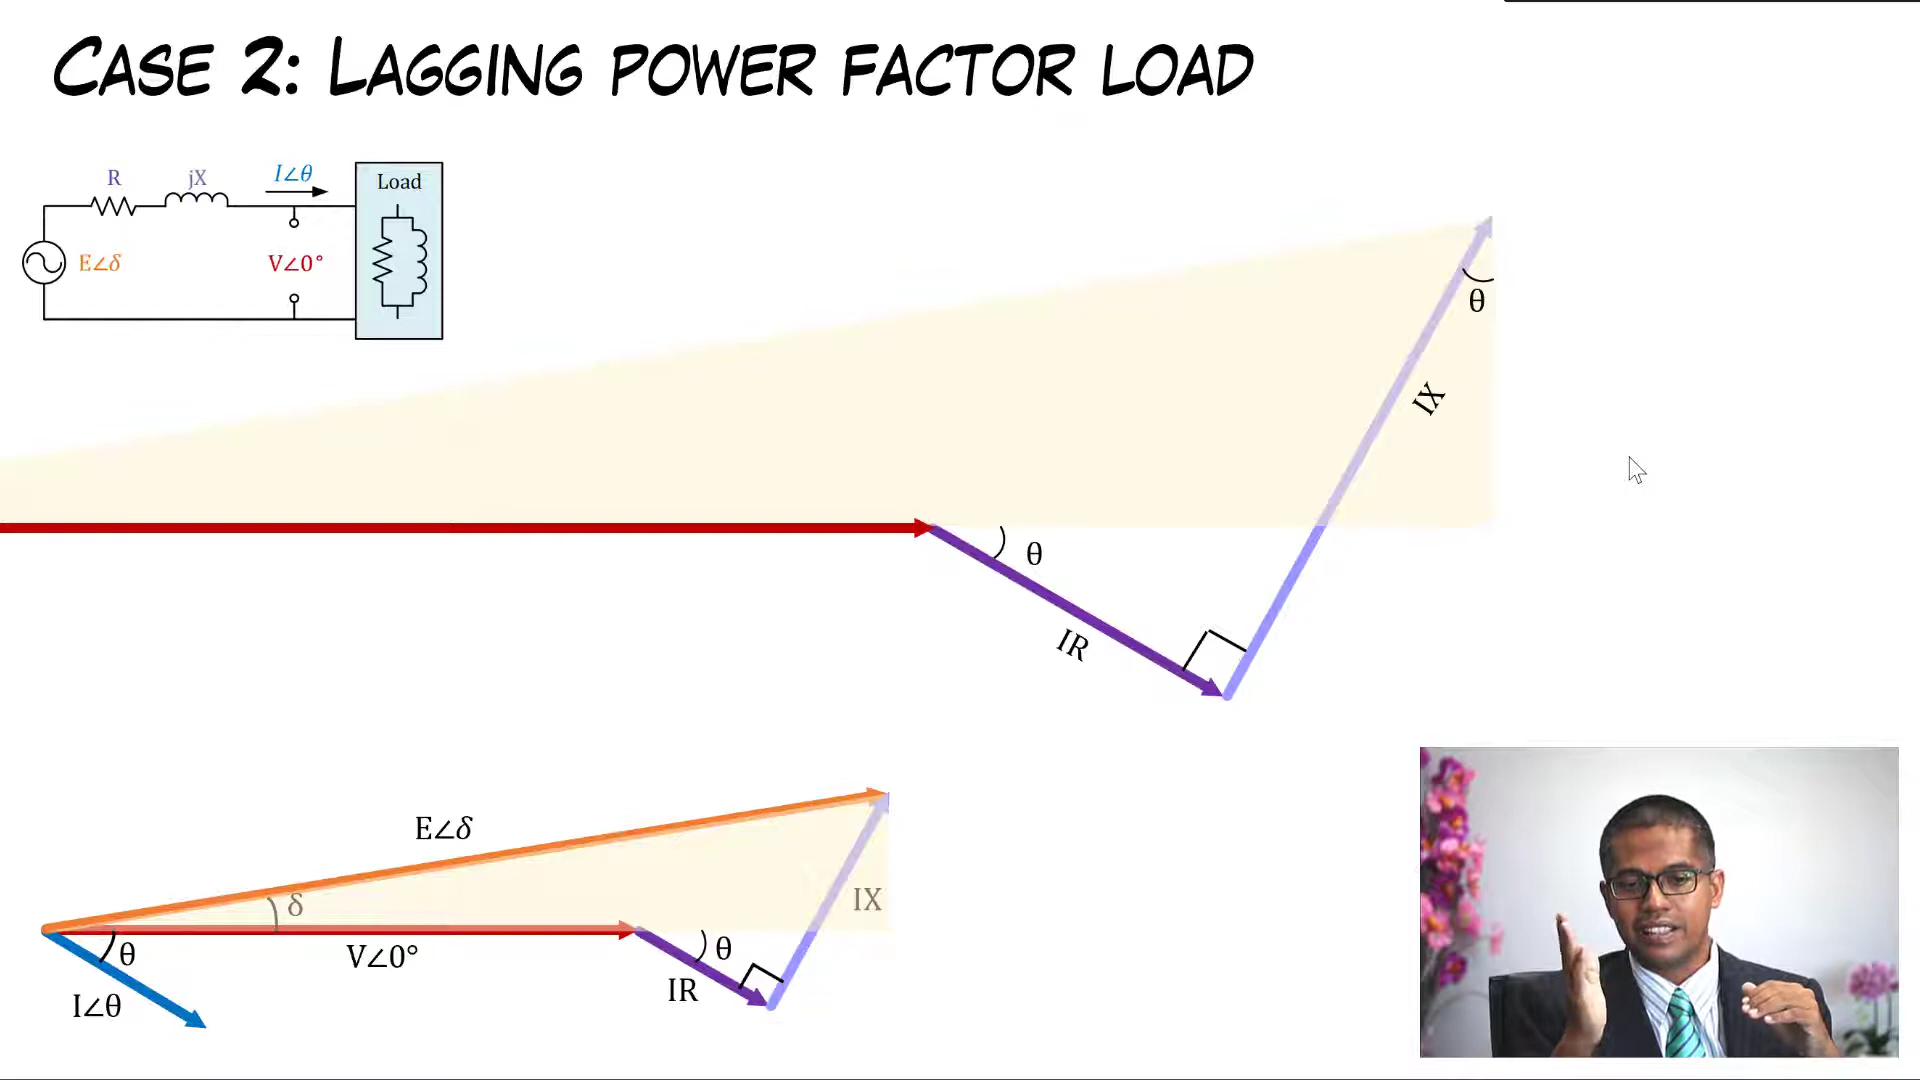 CASE 2: LAGGING POWER FACTOR LOAD
R
jX
I∠θ
Load
E∠δ
V∠0°
θ
IX
θ
IR
E∠δ
δ
IX
θ
V∠0°
θ
IR
I∠θ